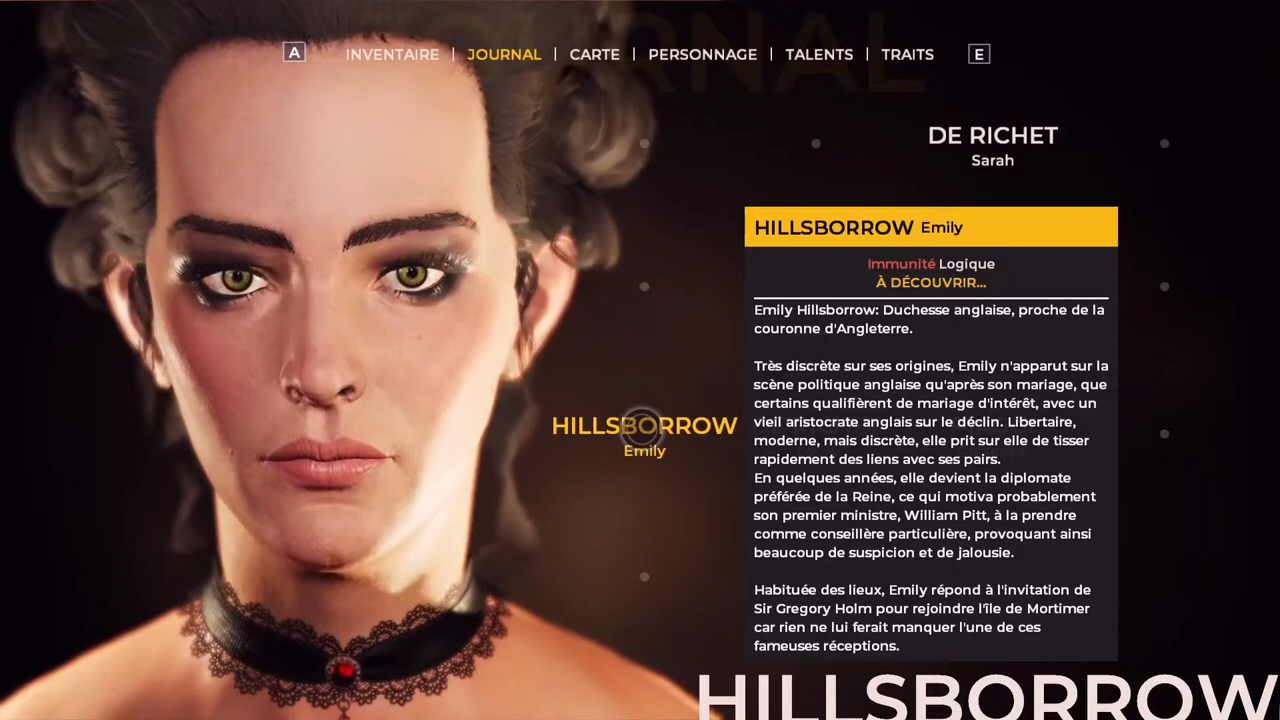 JOURNAL
A INVENTAIRE | JOURNAL | CARTE | PERSONNAGE | TALENTS | TRAITS E
DE RICHET
Sarah
HILLSBORROW Emily
Immunité Logique
À DÉCOUVRIR...
Emily Hillsborrow: Duchesse anglaise, proche de la
couronne d'Angleterre.
Très discrète sur ses origines, Emily n'apparut sur la
scène politique anglaise qu'après son mariage, que
certains qualifièrent de mariage d'intérêt, avec un
vieil aristocrate anglais sur le déclin. Libertaire,
moderne, mais discrète, elle prit sur elle de tisser
rapidement des liens avec ses pairs.
En quelques années, elle devient la diplomate
préférée de la Reine, ce qui motiva probablement
son premier ministre, William Pitt, à la prendre
comme conseillère particulière, provoquant ainsi
beaucoup de suspicion et de jalousie.
Habituée des lieux, Emily répond à l'invitation de
Sir Gregory Holm pour rejoindre l'île de Mortimer
car rien ne lui ferait manquer l'une de ces
fameuses réceptions.
HILLSBORROW
Emily
HILLSBORROW